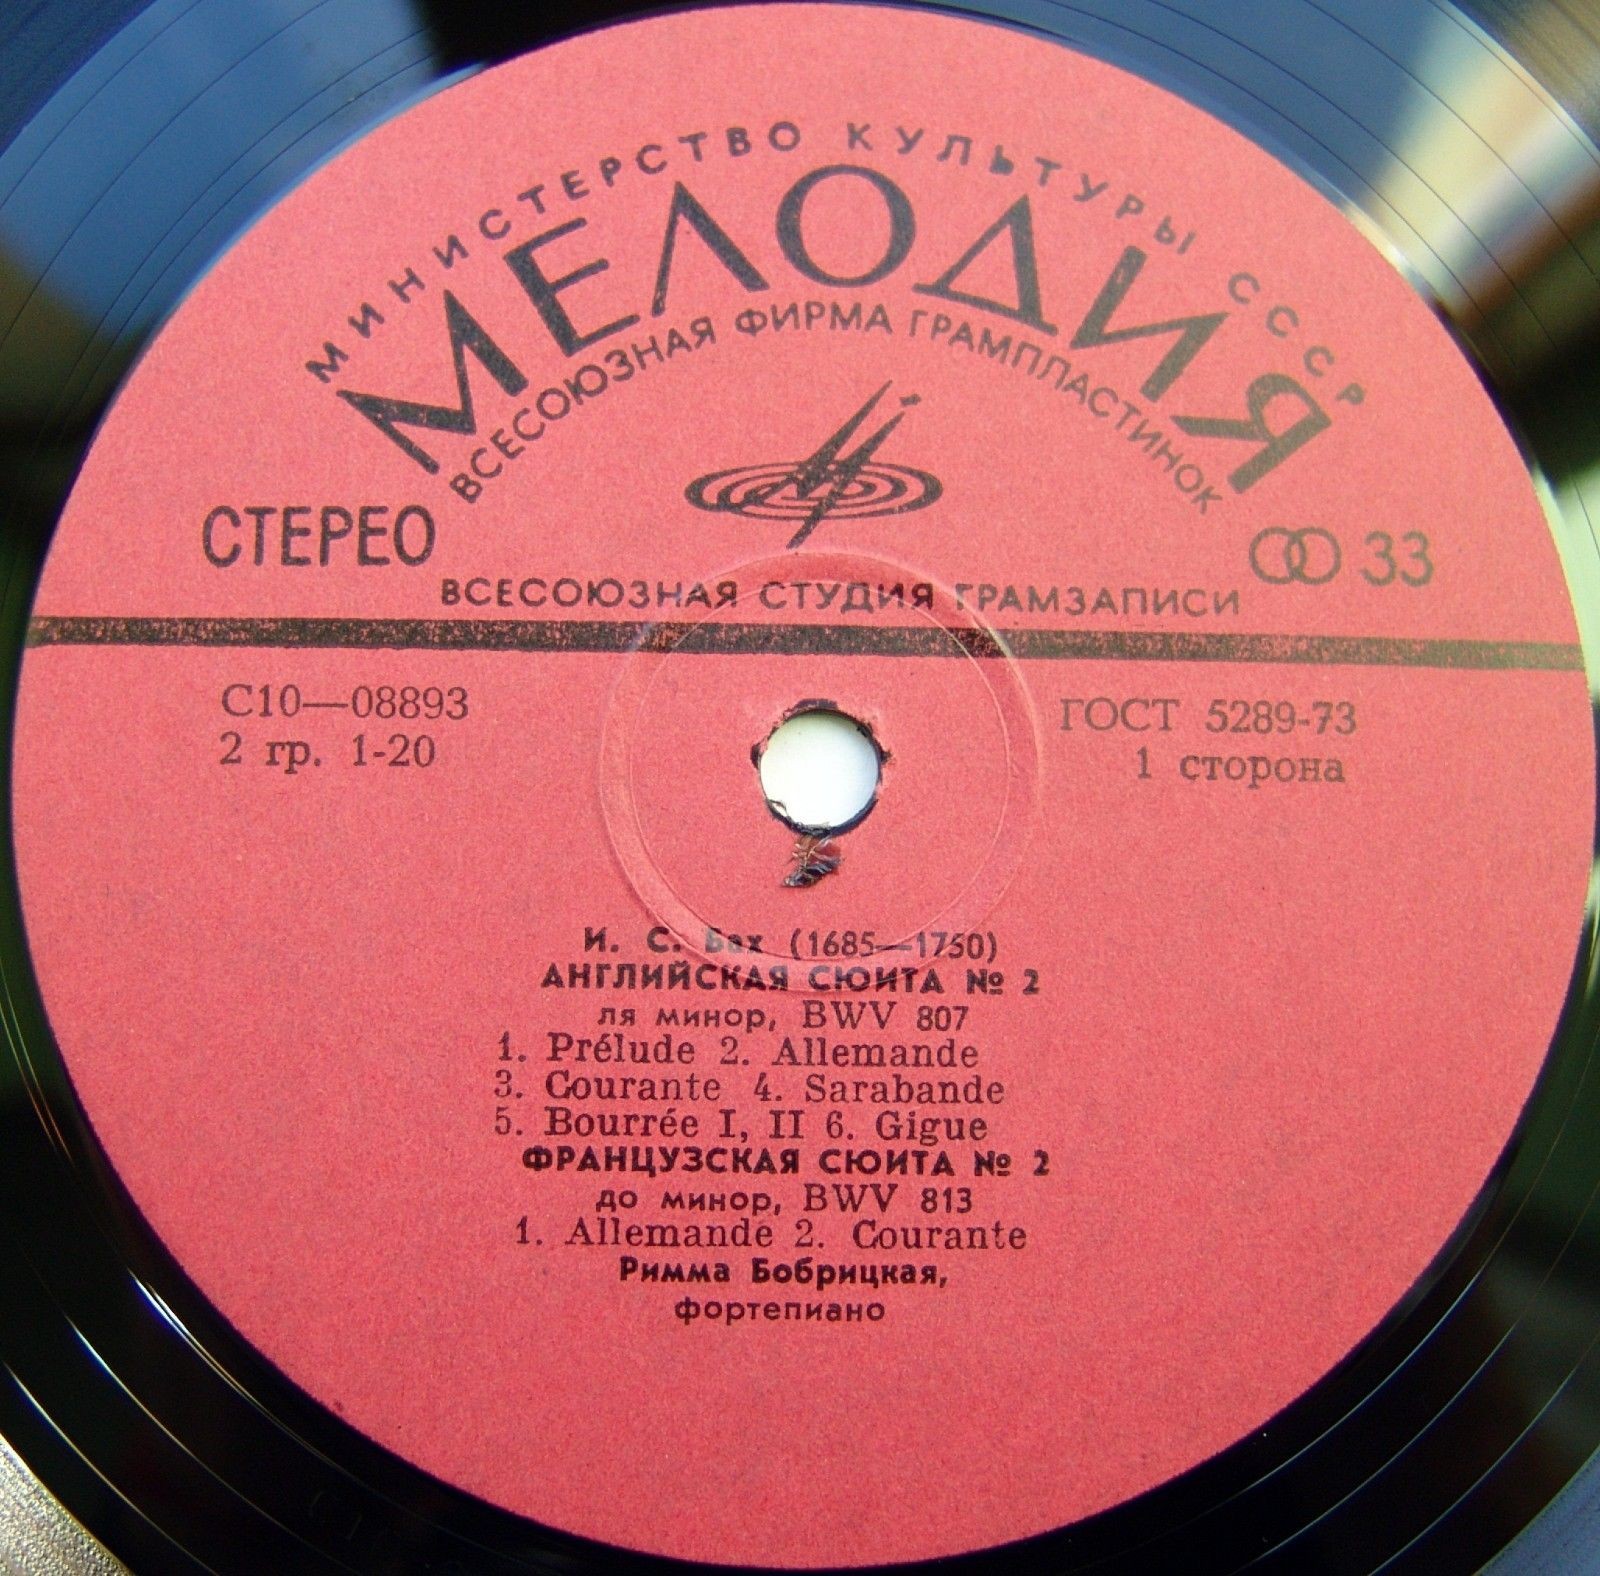 МИНИСТЕРСТВО КУЛЬТУРЫ СССР
МЕЛОДИЯ
ВСЕСОЮЗНАЯ ФИРМА ГРАМПЛАСТИНОК
СТЕРЕО
33
ВСЕСОЮЗНАЯ СТУДИЯ ГРАМЗАПИСИ
С10—08893
2 гр. 1-20
ГОСТ 5289-73
1 сторона
И. С. Бах (1685—1750)
АНГЛИЙСКАЯ СЮИТА № 2
ля минор, BWV 807
1. Prélude 2. Allemande
3. Courante 4. Sarabande
5. Bourrée I, II 6. Gigue
ФРАНЦУЗСКАЯ СЮИТА № 2
до минор, BWV 813
1. Allemande 2. Courante
Римма Бобрицкая,
фортепиано